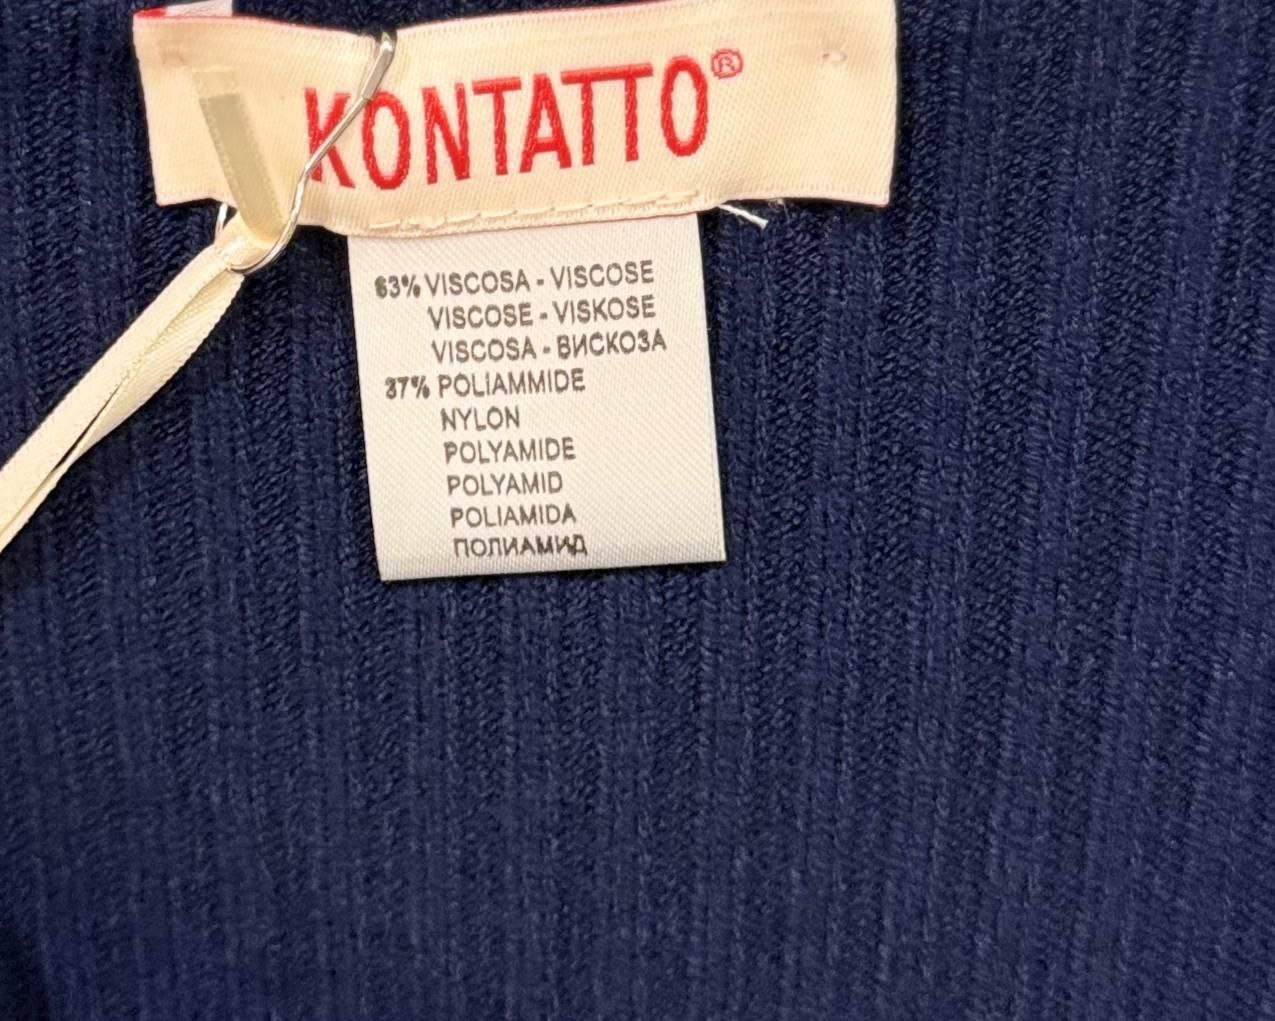 KONTATTO®
63% VISCOSA - VISCOSE
VISCOSE - VISKOSE
VISCOSA - ВИСКОЗА
37% POLIAMMIDE
NYLON
POLYAMIDE
POLYAMID
POLIAMIDA
ПОЛИАМИД